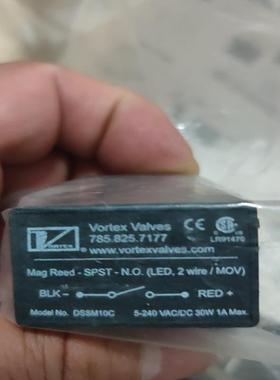 VORTEX
Vortex Valves
785.825.7177
www.vortexvalves.com
CE
LR91470
Mag Reed - SPST - N.O. (LED, 2 wire / MOV)
BLK - RED +
Model No. DSSM10C 5-240 VAC/DC 30W 1A Max.